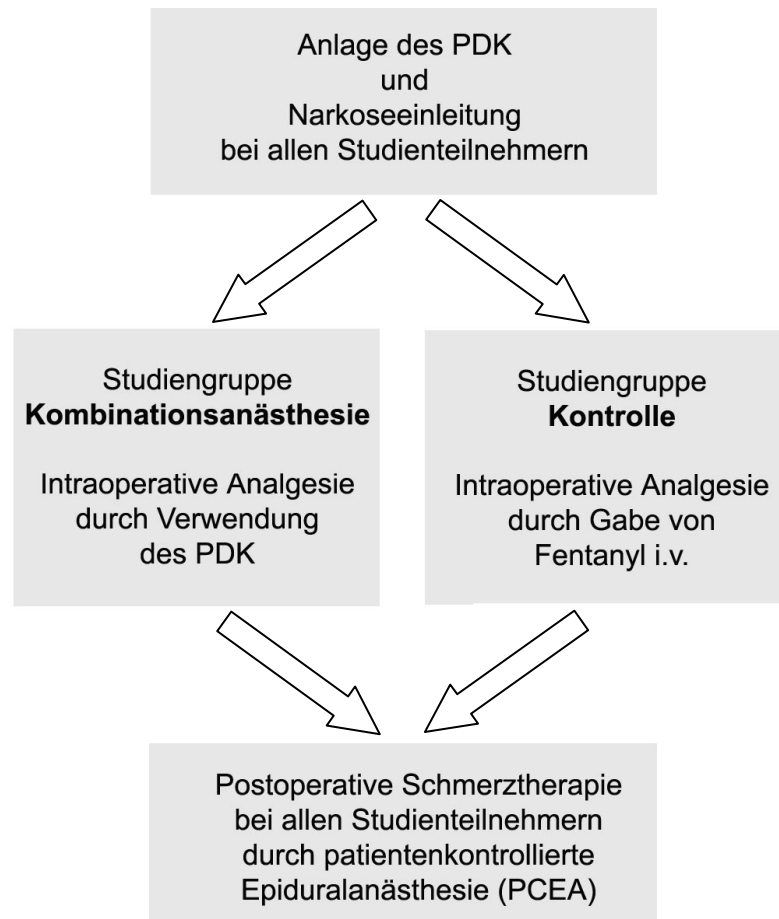 Anlage des PDK
und
Narkoseeinleitung
bei allen Studienteilnehmern
Studiengruppe
Kombinationsanästhesie
Intraoperative Analgesie
durch Verwendung
des PDK
Studiengruppe
Kontrolle
Intraoperative Analgesie
durch Gabe von
Fentanyl i.v.
Postoperative Schmerztherapie
bei allen Studienteilnehmern
durch patientenkontrollierte
Epiduralanästhesie (PCEA)